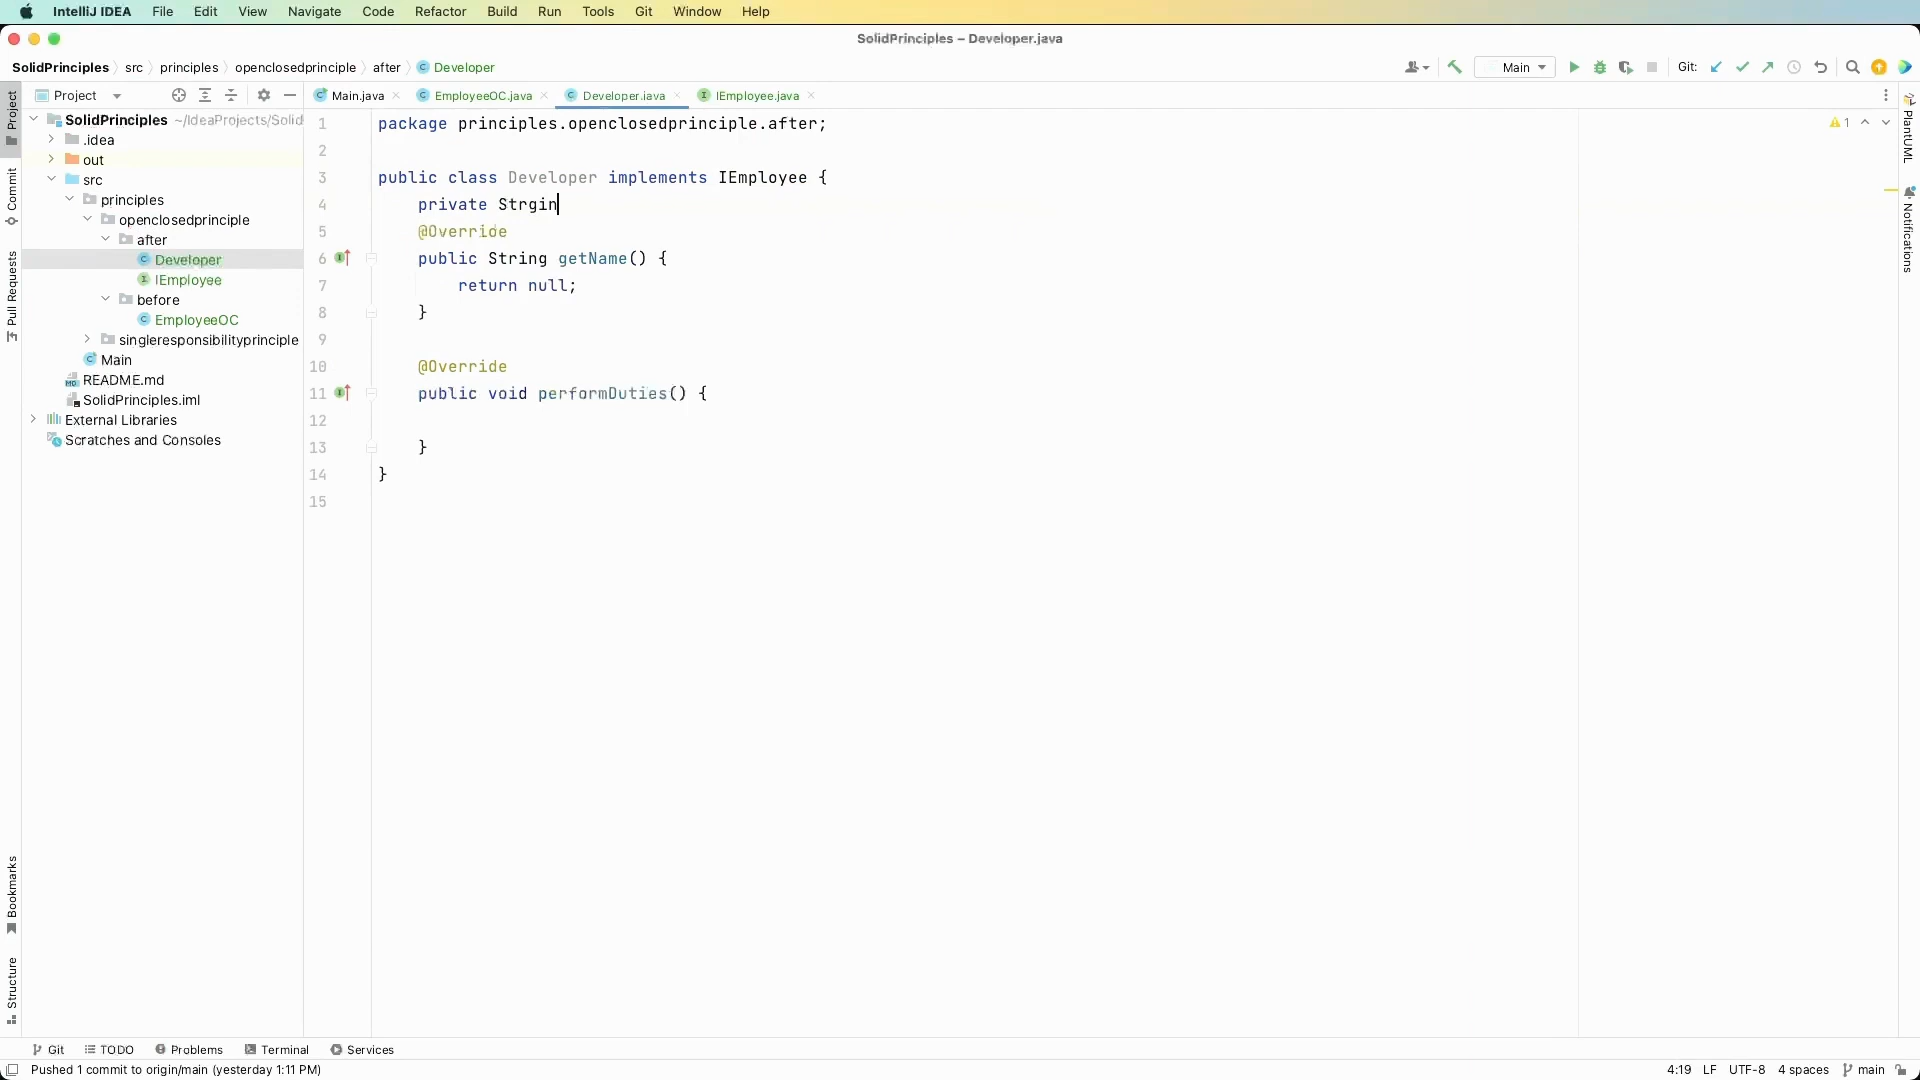 IntelliJ IDEA File Edit View Navigate Code Refactor Build Run Tools Git Window Help
SolidPrinciples – Developer.java
SolidPrinciples src principles openclosedprinciple after Developer
Main Git:
Project
Main.java EmployeeOC.java Developer.java IEmployee.java
Project
Commit
Pull Requests
Bookmarks
Structure
SolidPrinciples ~/IdeaProjects/Solid
.idea
out
src
principles
openclosedprinciple
after
Developer
IEmployee
before
EmployeeOC
singleresponsibilityprinciple
Main
README.md
SolidPrinciples.iml
External Libraries
Scratches and Consoles
1 package principles.openclosedprinciple.after;
2
3 public class Developer implements IEmployee {
4 private Strgin
5 @Override
6 public String getName() {
7 return null;
8 }
9
10 @Override
11 public void performDuties() {
12
13 }
14 }
15
1
PlantUML
Notifications
Git TODO Problems Terminal Services
Pushed 1 commit to origin/main (yesterday 1:11 PM)
4:19 LF UTF-8 4 spaces main